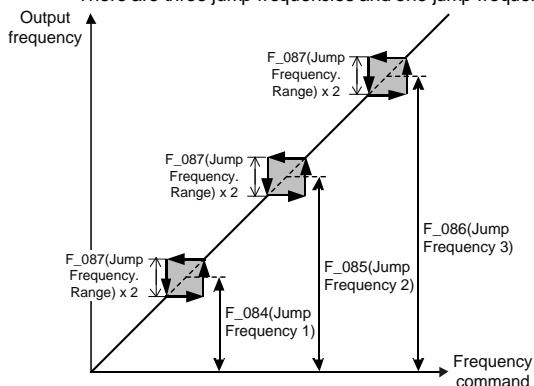 There are three jump frequencies and one jump freque
Output
frequency
F_087(Jump
Frequency.
Range) x 2
F_087(Jump
Frequency.
Range) x 2
F_086(Jump
Frequency 3)
F_087(Jump
Frequency.
Range) x 2
F_085(Jump
Frequency 2)
F_084(Jump
Frequency 1)
Frequency
command